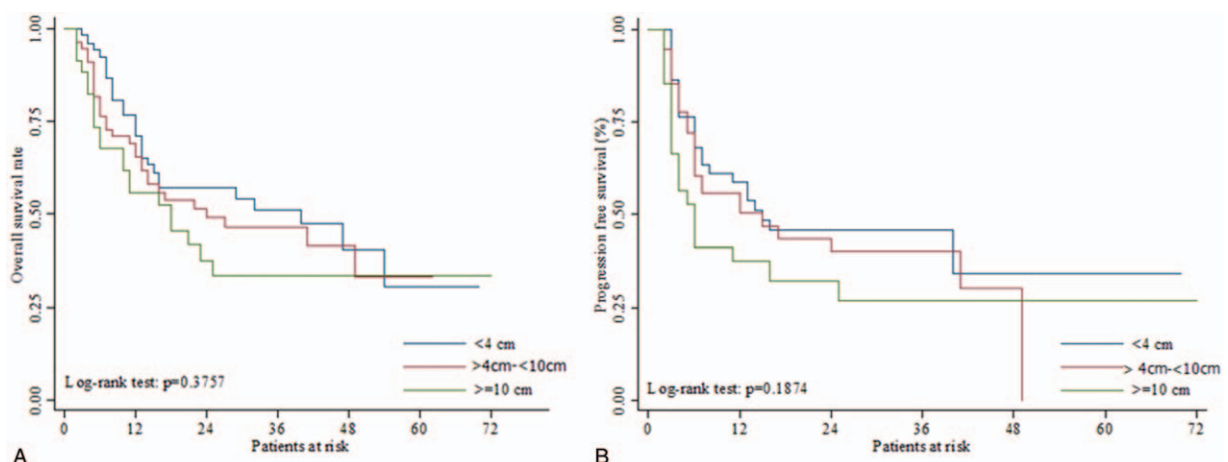 Overall survival rate
1.00
0.75
0.50
0.25
0.00
<4 cm
>4cm-<10cm
>=10 cm
Log-rank test: p=0.3757
0 12 24 36 48 60 72
Patients at risk
A
Progression free survival (%)
1.00
0.75
0.50
0.25
0.00
<4 cm
> 4cm-<10cm
>=10 cm
Log-rank test: p=0.1874
0 12 24 36 48 60 72
Patients at risk
B